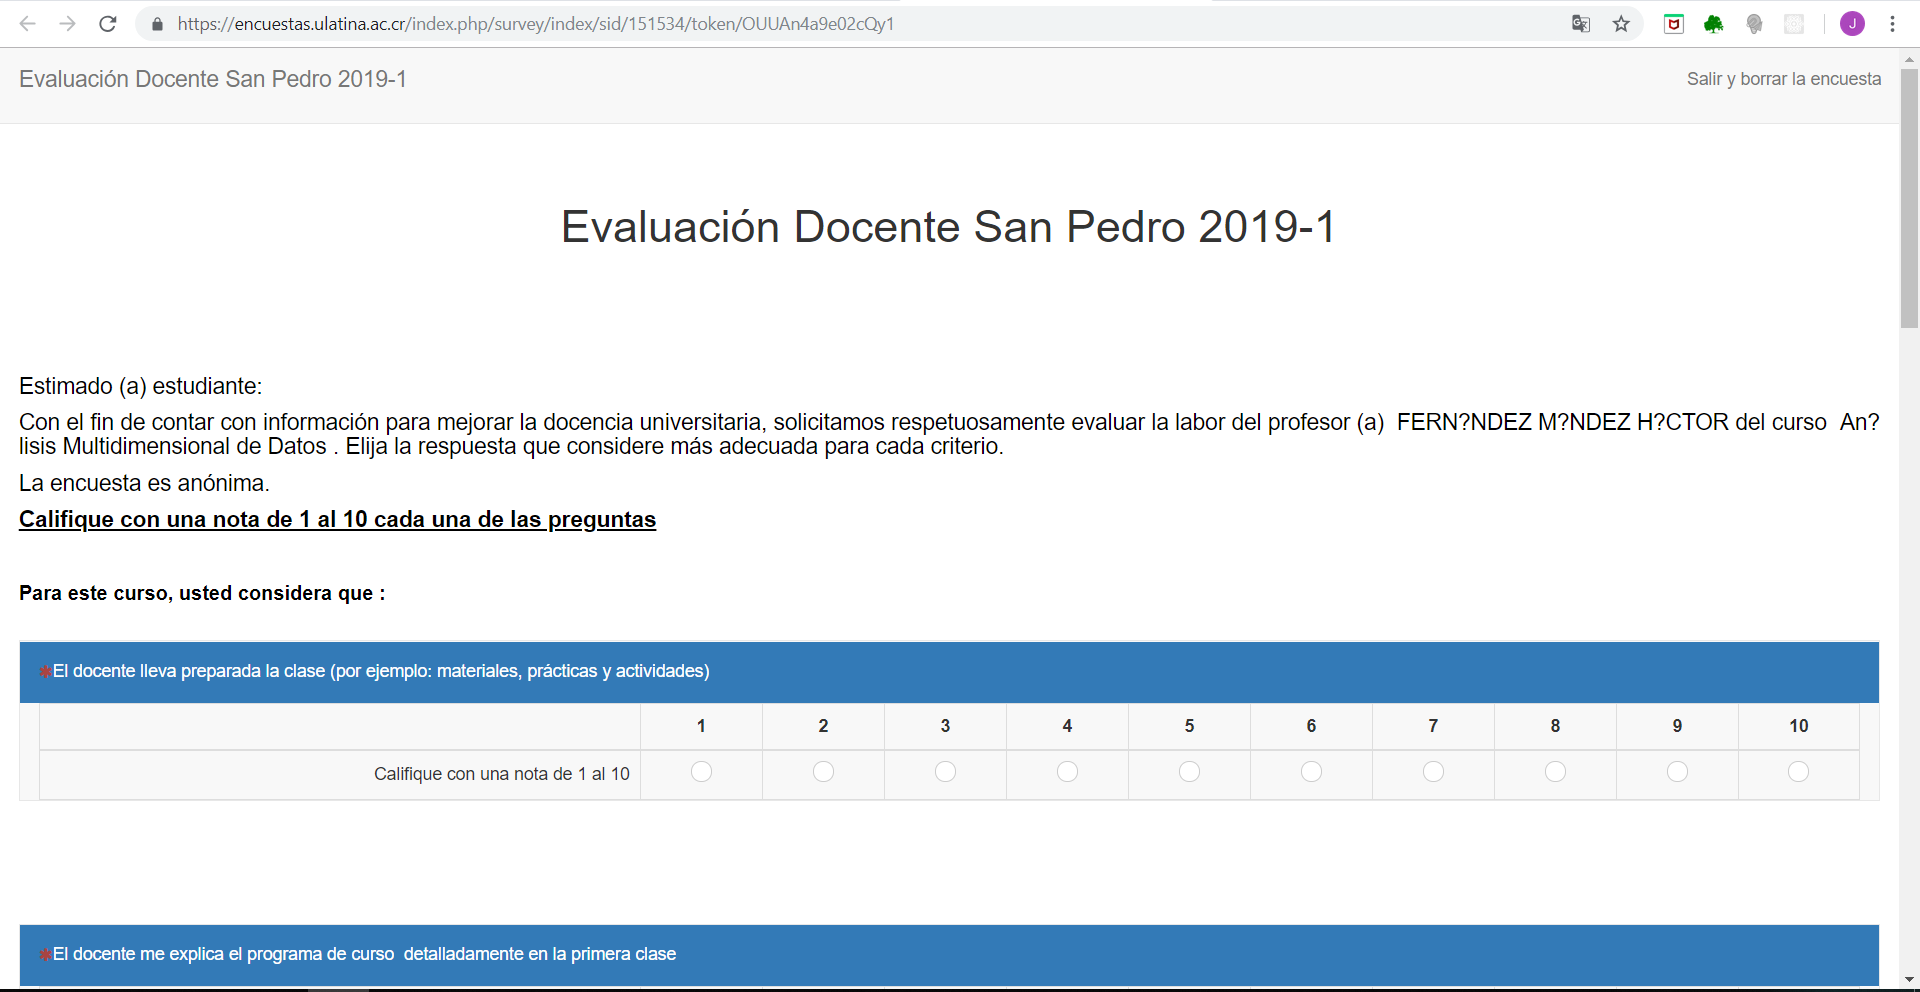 https://encuestas.ulatina.ac.cr/index.php/survey/index/sid/151534/token/OUUAn4a9e02cQy1
J
Evaluación Docente San Pedro 2019-1
Salir y borrar la encuesta
Evaluación Docente San Pedro 2019-1
Estimado (a) estudiante:
Con el fin de contar con información para mejorar la docencia universitaria, solicitamos respetuosamente evaluar la labor del profesor (a)  FERN?NDEZ M?NDEZ H?CTOR del curso  An?
lisis Multidimensional de Datos . Elija la respuesta que considere más adecuada para cada criterio.
La encuesta es anónima.
Califique con una nota de 1 al 10 cada una de las preguntas
Para este curso, usted considera que :
*El docente lleva preparada la clase (por ejemplo: materiales, prácticas y actividades)
1 2 3 4 5 6 7 8 9 10
Califique con una nota de 1 al 10
*El docente me explica el programa de curso  detalladamente en la primera clase